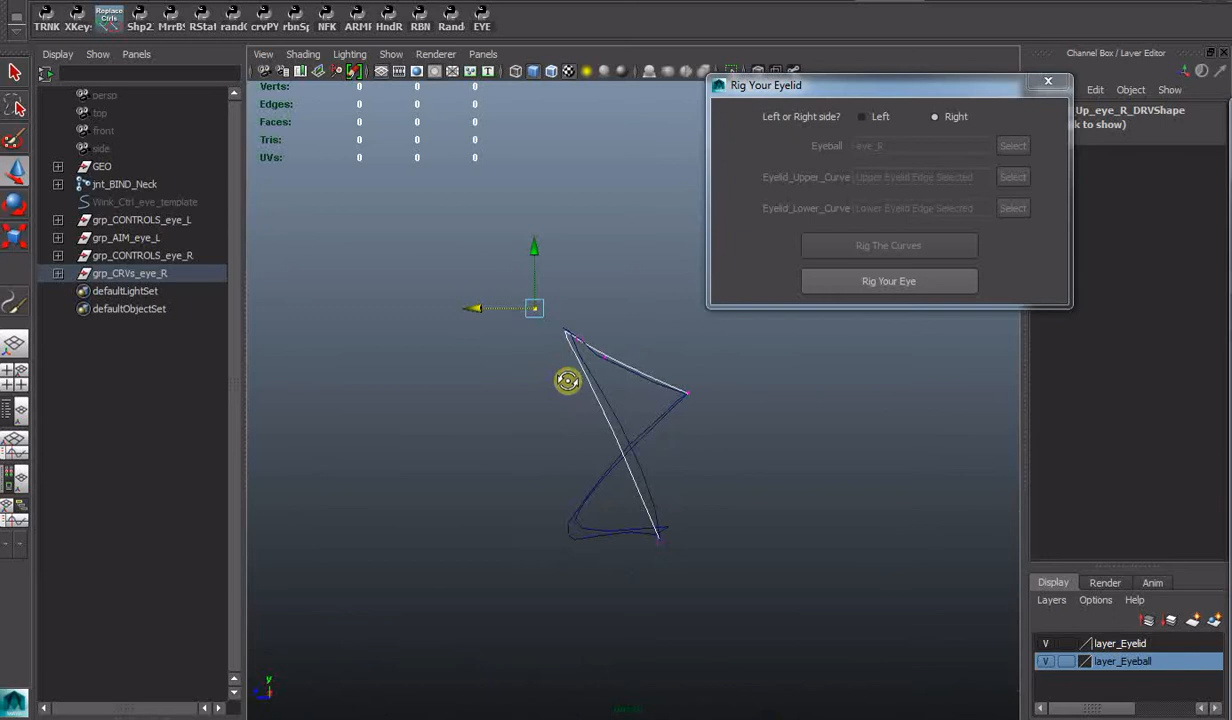 Replace
Ctrls
TRNK XKey: Shp2 MrrBS RStat rand( crvPY rbnSp NFK ARMF HndR RBN Rand EYE
Display Show Panels
persp
top
front
side
GEO
jnt_BIND_Neck
Wink_Ctrl_eye_template
grp_CONTROLS_eye_L
grp_AIM_eye_L
grp_CONTROLS_eye_R
grp_CRVs_eye_R
defaultLightSet
defaultObjectSet
View Shading Lighting Show Renderer Panels
Verts: 0 0 0
Edges: 0 0 0
Faces: 0 0 0
Tris: 0 0 0
UVs: 0 0 0
y
persp
Rig Your Eyelid
Left or Right side? Left Right
Eyeball eye_R Select
Eyelid_Upper_Curve Upper Eyelid Edge Selected Select
Eyelid_Lower_Curve Lower Eyelid Edge Selected Select
Rig The Curves
Rig Your Eye
Channel Box / Layer Editor
Edit Object Show
Up_eye_R_DRVShape
k to show)
Display Render Anim
Layers Options Help
V layer_Eyelid
V layer_Eyeball